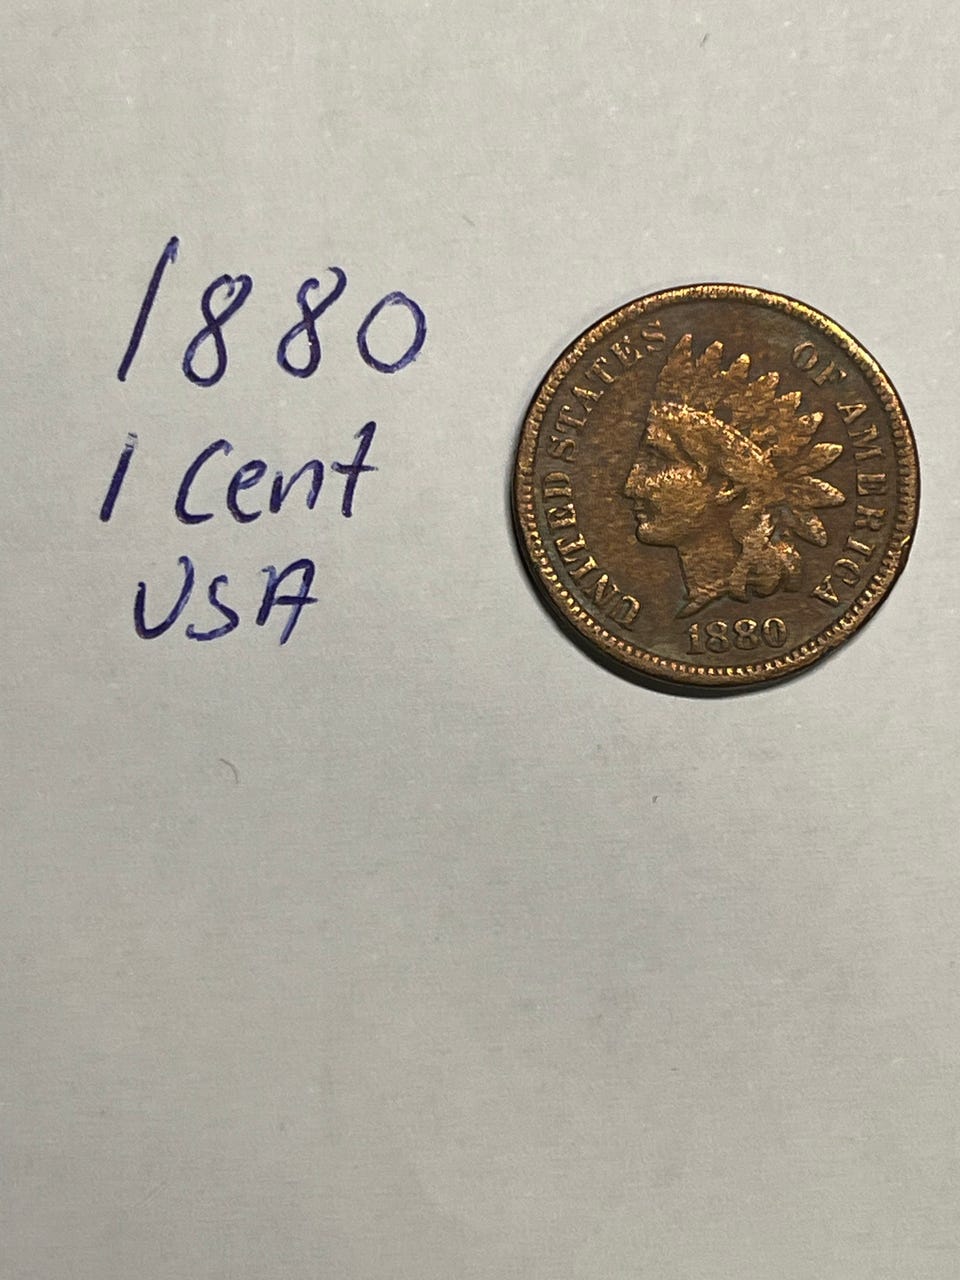 1880
1 Cent
USA
UNITED STATES OF AMERICA
1880